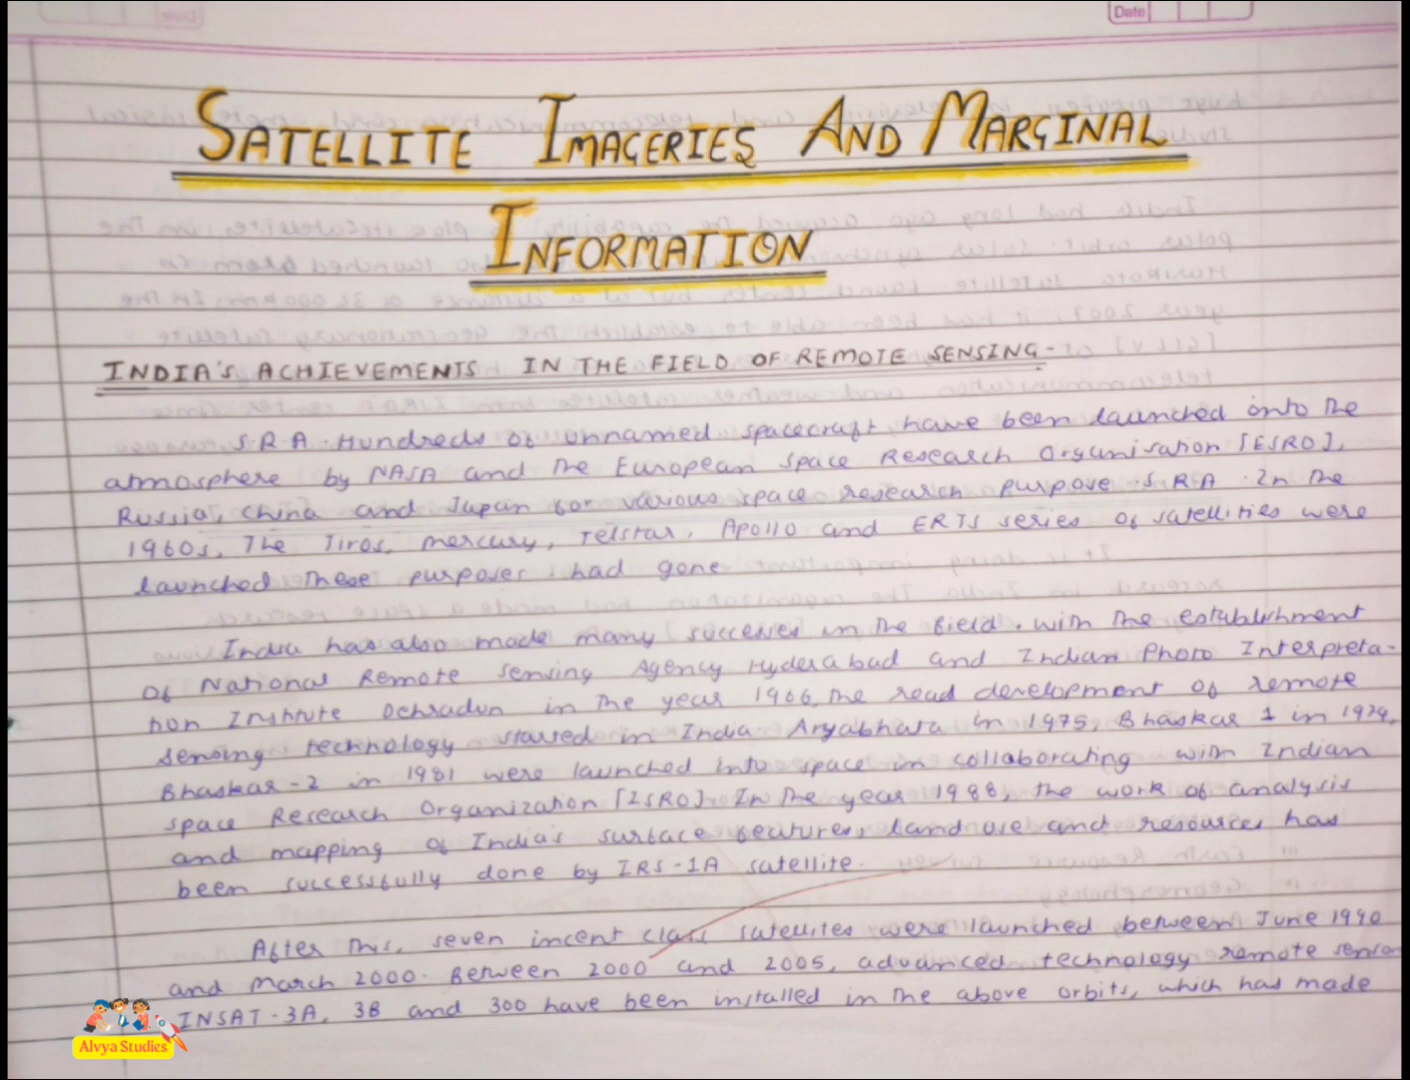 Date
SATELLITE IMAGERIES AND MARGINAL
INFORMATION
INDIA'S ACHIEVEMENTS IN THE FIELD OF REMOTE SENSING-
S.R.A. Hundreds of unnamed spacecraft have been launched onto the
atmosphere by NASA and the European Space Research Organisation [ESRO],
Russia, China and Japan for various space research purpose S.R.A. In the
1960s, The Tiros, mercury, Telstar, Apollo and ERTS series of satellities were
launched These purposes had gone
India has also made many succeses in the field. with the establishment
of National Remote Sensing Agency Hyderabad and Indian Photo Interpreta-
tion Institute Dehradun in the year 1966, the read development of remote
sensing technology started in India Aryabhata in 1975, Bhaskar 1 in 1979,
Bhaskar-2 in 1981 were launched into space in collaborating with Indian
space Research Organization [ISRO]. In the year 1988, the work of analysis
and mapping of India's surface features, land use and resources has
been successfully done by IRS-1A satellite.
After this, seven incent class satellites were launched between June 1990
and March 2000. Between 2000 and 2005, advanced technology remote sensor
INSAT-3A, 3B and 300 have been installed in the above orbits, which has made
Alvya Studies